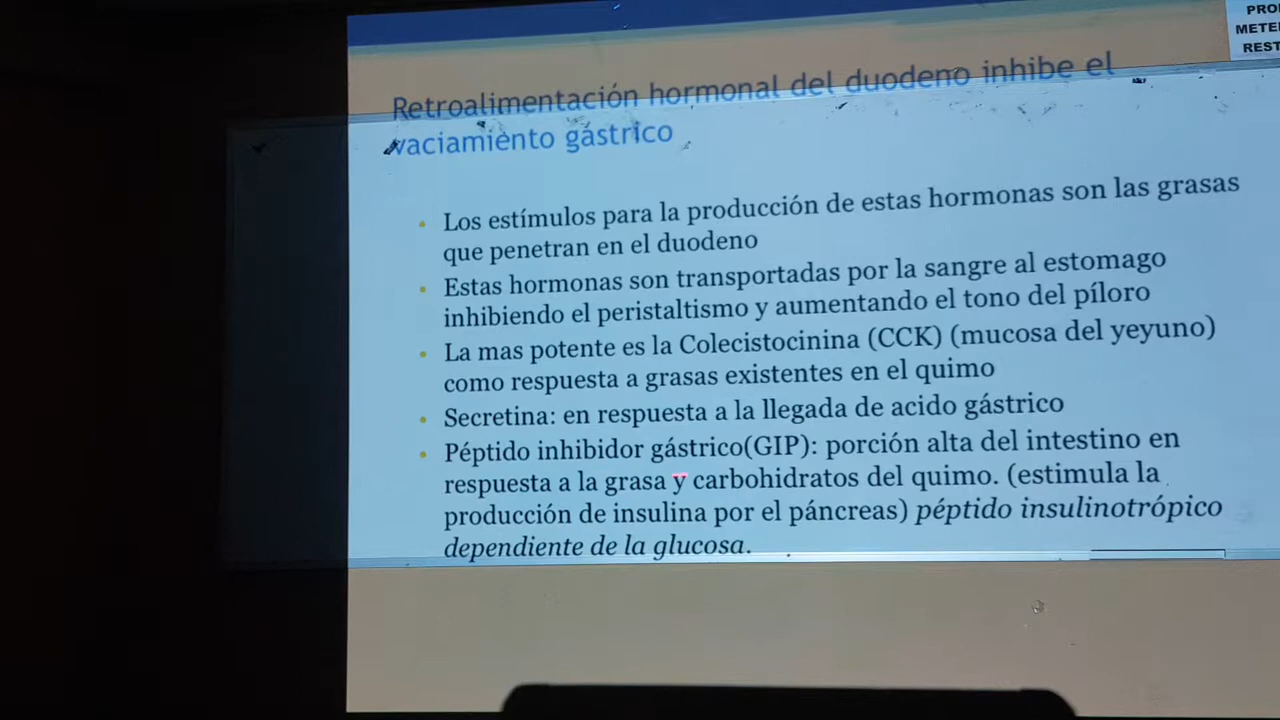 PRO
METE
REST
Retroalimentación hormonal del duodeno inhibe el
vaciamiento gástrico
Los estímulos para la producción de estas hormonas son las grasas
que penetran en el duodeno
Estas hormonas son transportadas por la sangre al estomago
inhibiendo el peristaltismo y aumentando el tono del píloro
La mas potente es la Colecistocinina (CCK) (mucosa del yeyuno)
como respuesta a grasas existentes en el quimo
Secretina: en respuesta a la llegada de acido gástrico
Péptido inhibidor gástrico(GIP): porción alta del intestino en
respuesta a la grasa y carbohidratos del quimo. (estimula la
producción de insulina por el páncreas) péptido insulinotrópico
dependiente de la glucosa.